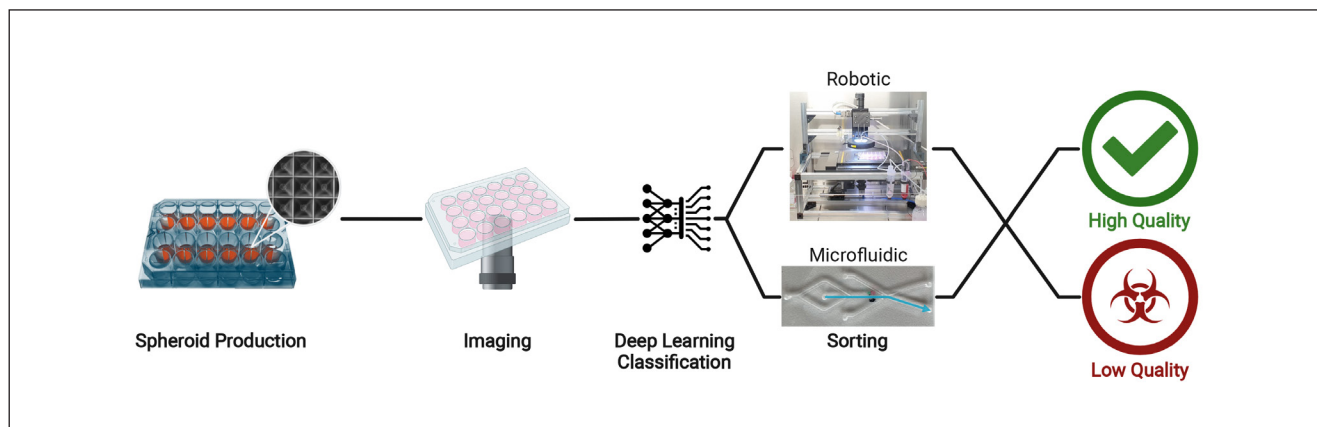 Robotic
High Quality
Microfluidic
Spheroid Production
Imaging
Deep Learning
Classification
Sorting
Low Quality